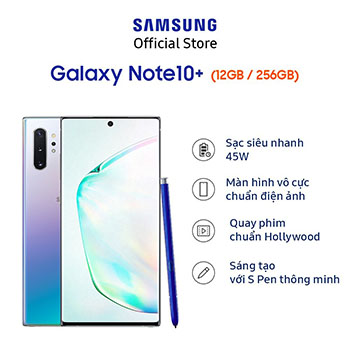 SAMSUNG
Official Store
Galaxy Note10+ (12GB / 256GB)
Sạc siêu nhanh
45W
Màn hình vô cực
chuẩn điện ảnh
Quay phim
chuẩn Hollywood
Sáng tạo
với S Pen thông minh